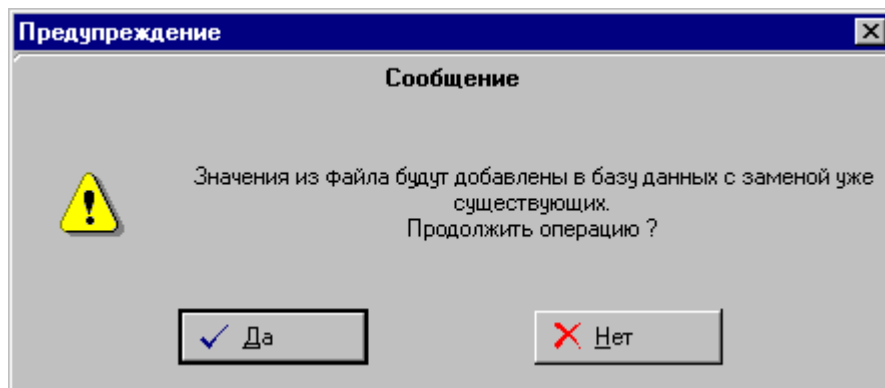 Предупреждение
Сообщение
Значения из файла будут добавлены в базу данных с заменой уже
существующих.
Продолжить операцию ?
Да
Нет